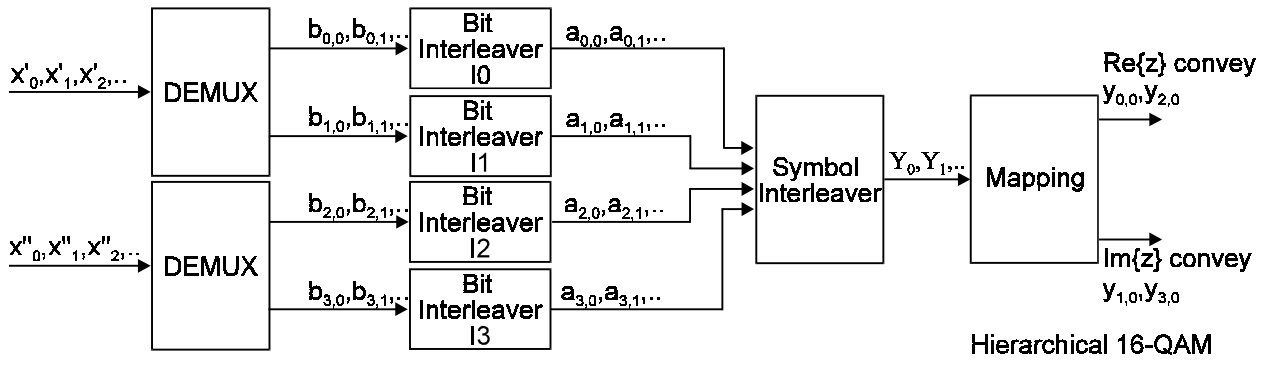 x'₀,x'₁,x'₂,..
DEMUX
b₀,₀,b₀,₁,..
Bit
Interleaver
I0
a₀,₀,a₀,₁,..
b₁,₀,b₁,₁,..
Bit
Interleaver
I1
a₁,₀,a₁,₁,..
x"₀,x"₁,x"₂,..
DEMUX
b₂,₀,b₂,₁,..
Bit
Interleaver
I2
a₂,₀,a₂,₁,..
b₃,₀,b₃,₁,..
Bit
Interleaver
I3
a₃,₀,a₃,₁,..
Symbol
Interleaver
Y₀,Y₁,..
Mapping
Re{z} convey
y₀,₀,y₂,₀
Im{z} convey
y₁,₀,y₃,₀
Hierarchical 16-QAM